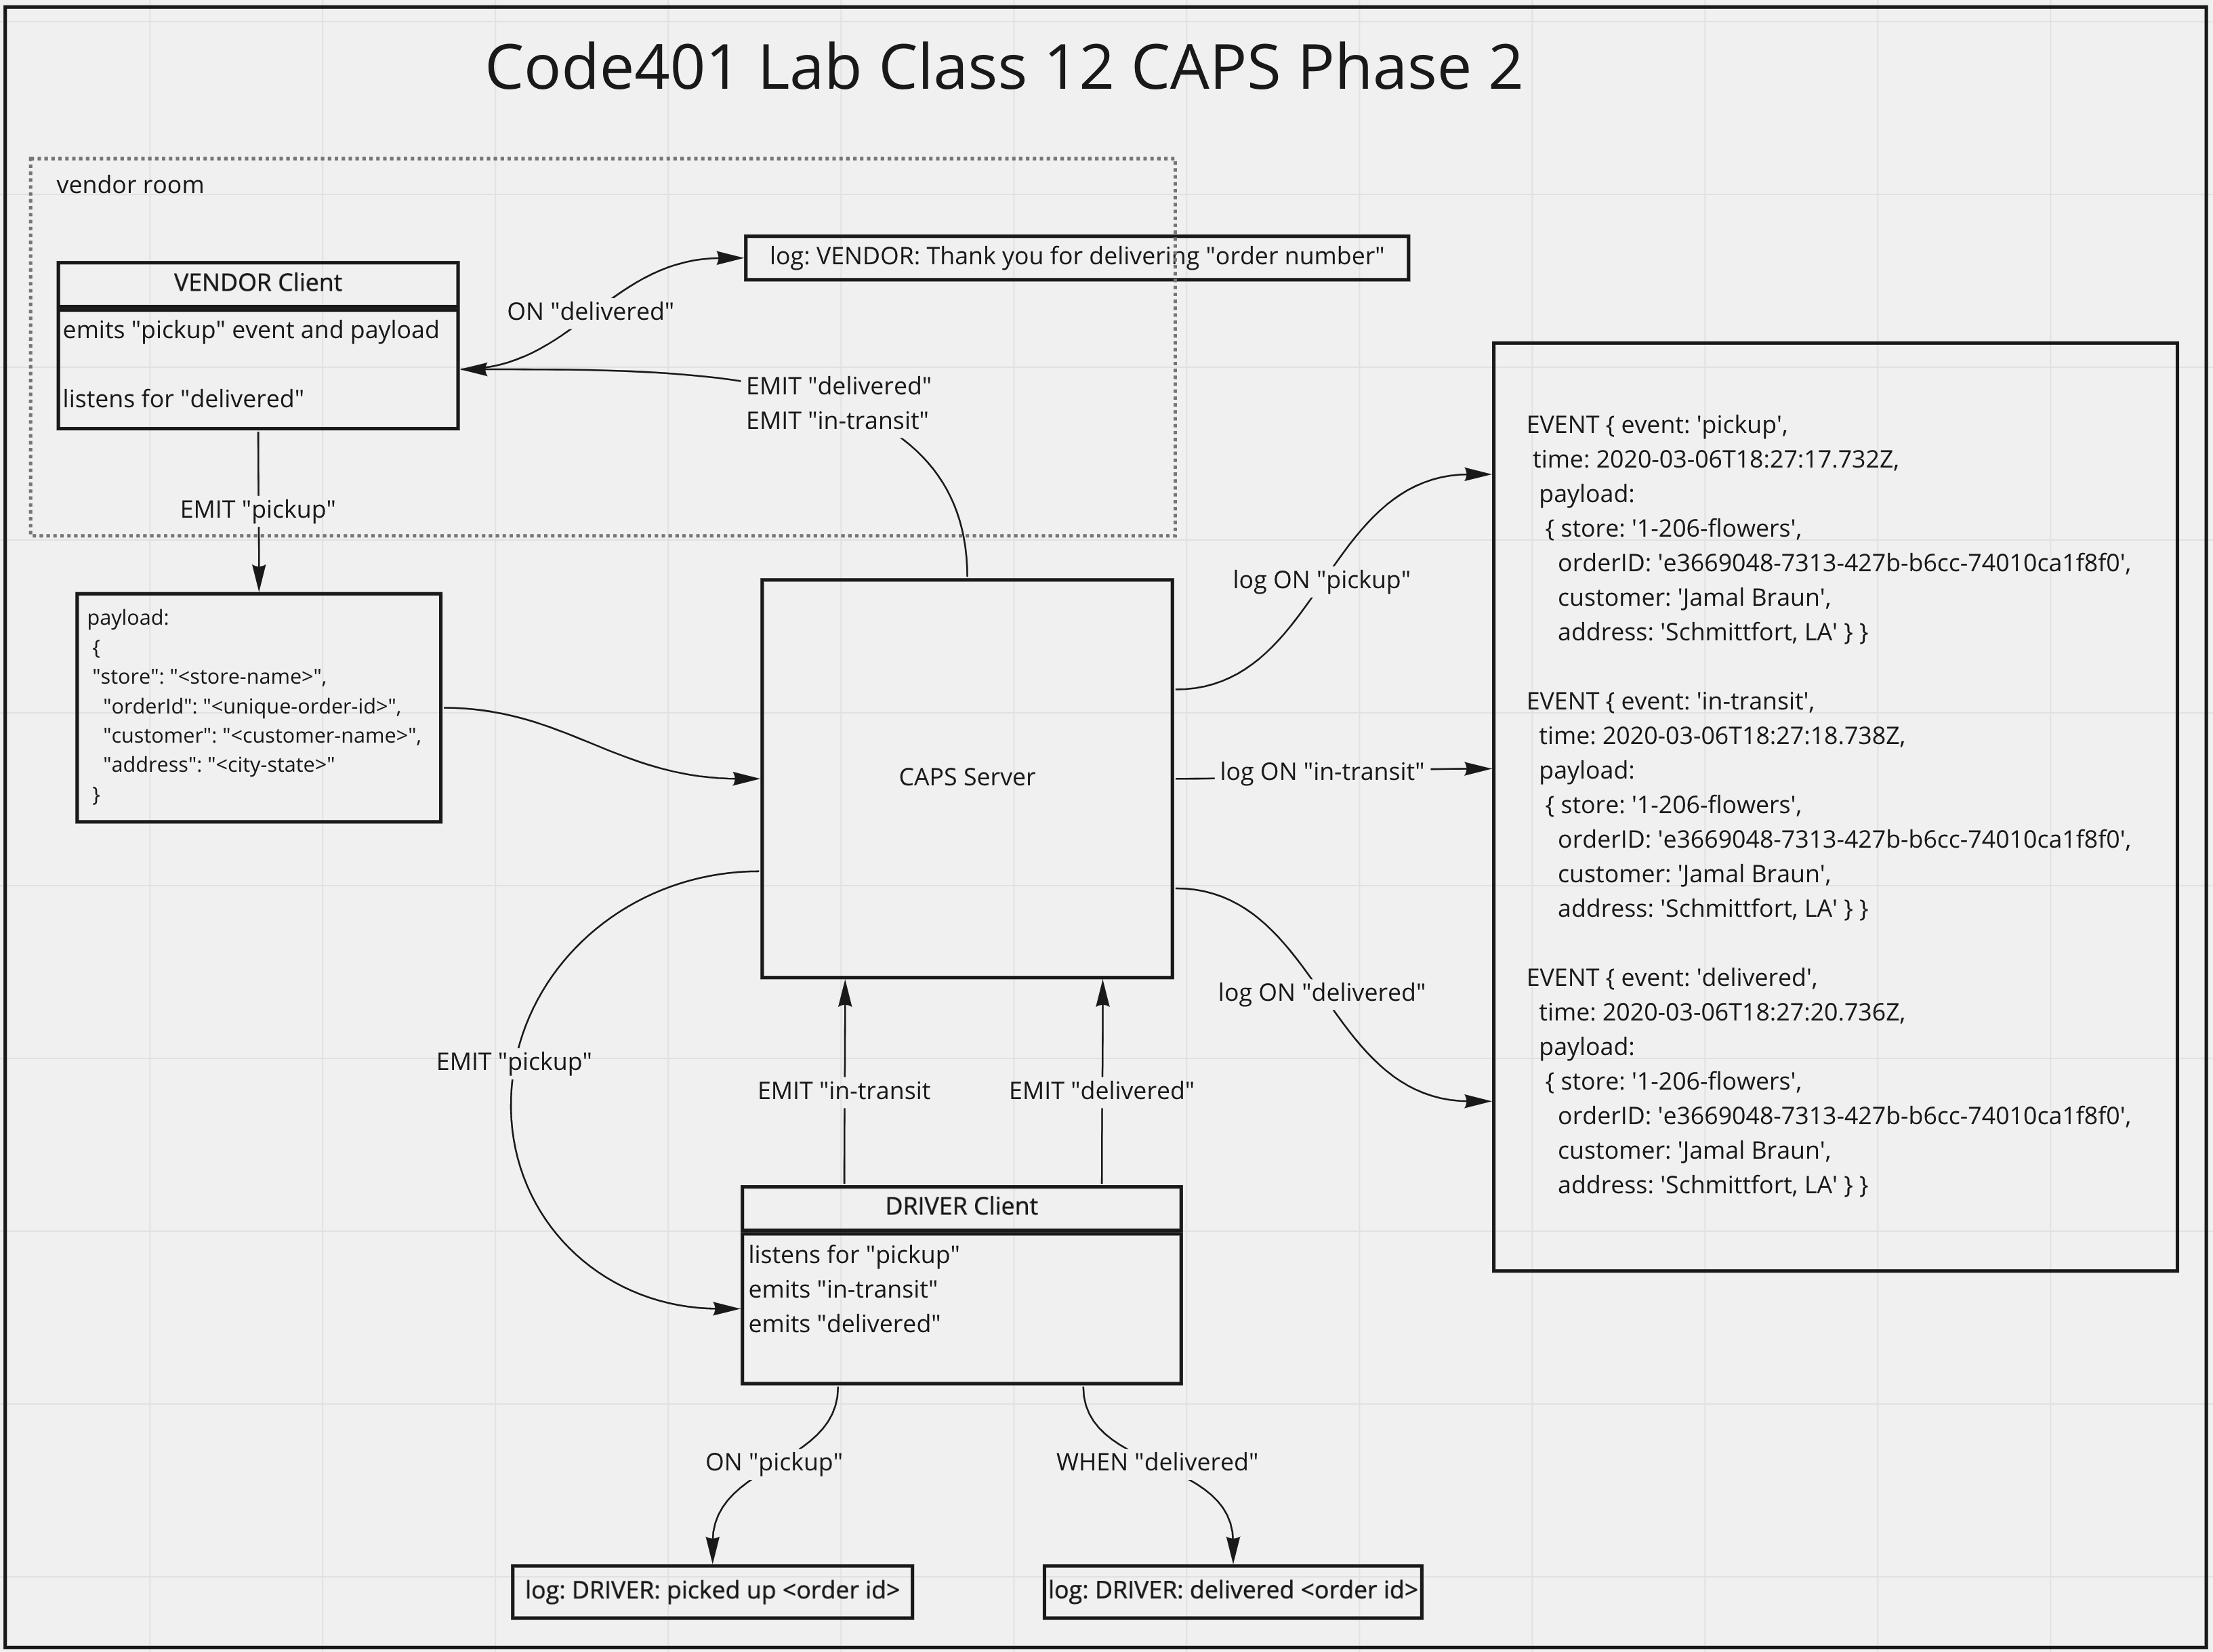 Code401 Lab Class 12 CAPS Phase 2
vendor room
log: VENDOR: Thank you for delivering "order number"
VENDOR Client
emits "pickup" event and payload
listens for "delivered"
ON "delivered"
EMIT "delivered"
EMIT "in-transit"
EMIT "pickup"
payload:
{
"store": "<store-name>",
"orderId": "<unique-order-id>",
"customer": "<customer-name>",
"address": "<city-state>"
}
CAPS Server
log ON "pickup"
log ON "in-transit"
log ON "delivered"
EVENT { event: 'pickup',
time: 2020-03-06T18:27:17.732Z,
payload:
{ store: '1-206-flowers',
orderID: 'e3669048-7313-427b-b6cc-74010ca1f8f0',
customer: 'Jamal Braun',
address: 'Schmittfort, LA' } }
EVENT { event: 'in-transit',
time: 2020-03-06T18:27:18.738Z,
payload:
{ store: '1-206-flowers',
orderID: 'e3669048-7313-427b-b6cc-74010ca1f8f0',
customer: 'Jamal Braun',
address: 'Schmittfort, LA' } }
EVENT { event: 'delivered',
time: 2020-03-06T18:27:20.736Z,
payload:
{ store: '1-206-flowers',
orderID: 'e3669048-7313-427b-b6cc-74010ca1f8f0',
customer: 'Jamal Braun',
address: 'Schmittfort, LA' } }
EMIT "pickup"
EMIT "in-transit
EMIT "delivered"
DRIVER Client
listens for "pickup"
emits "in-transit"
emits "delivered"
ON "pickup"
WHEN "delivered"
log: DRIVER: picked up <order id>
log: DRIVER: delivered <order id>